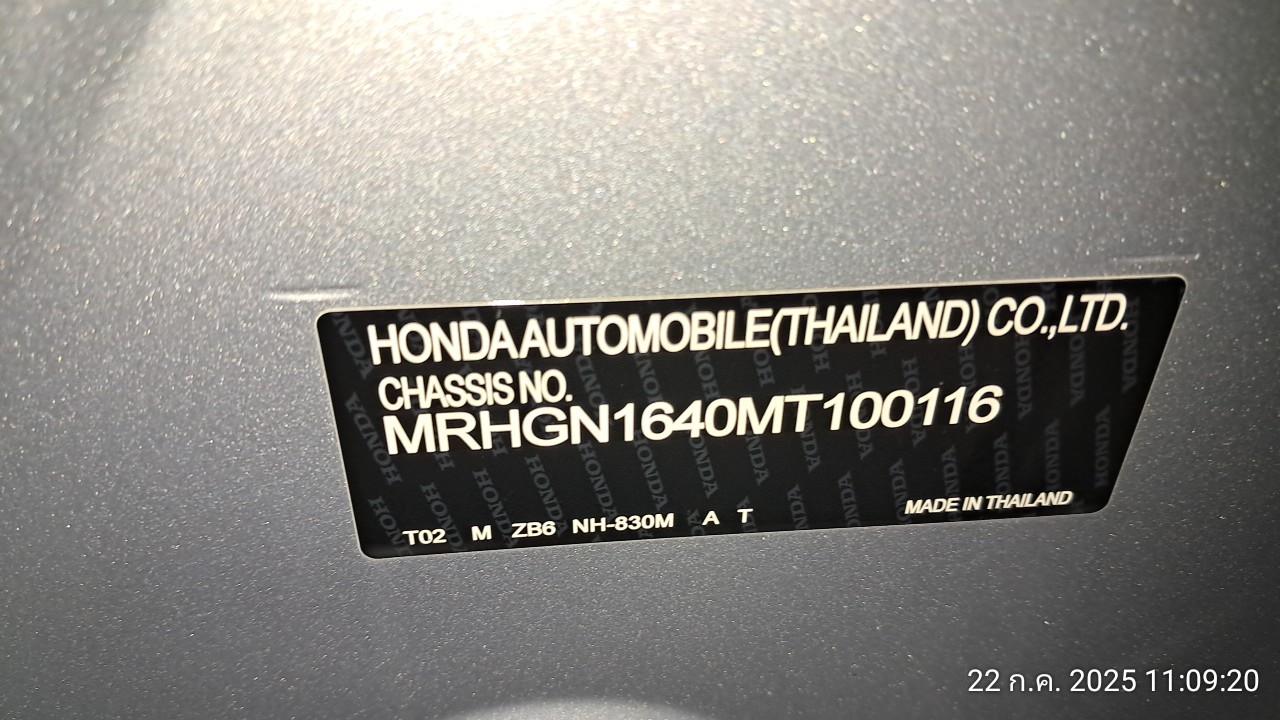 HONDA AUTOMOBILE(THAILAND) CO.,LTD.
CHASSIS NO.
MRHGN1640MT100116
T02 M ZB6 NH-830M A T
MADE IN THAILAND
22 ก.ค. 2025 11:09:20